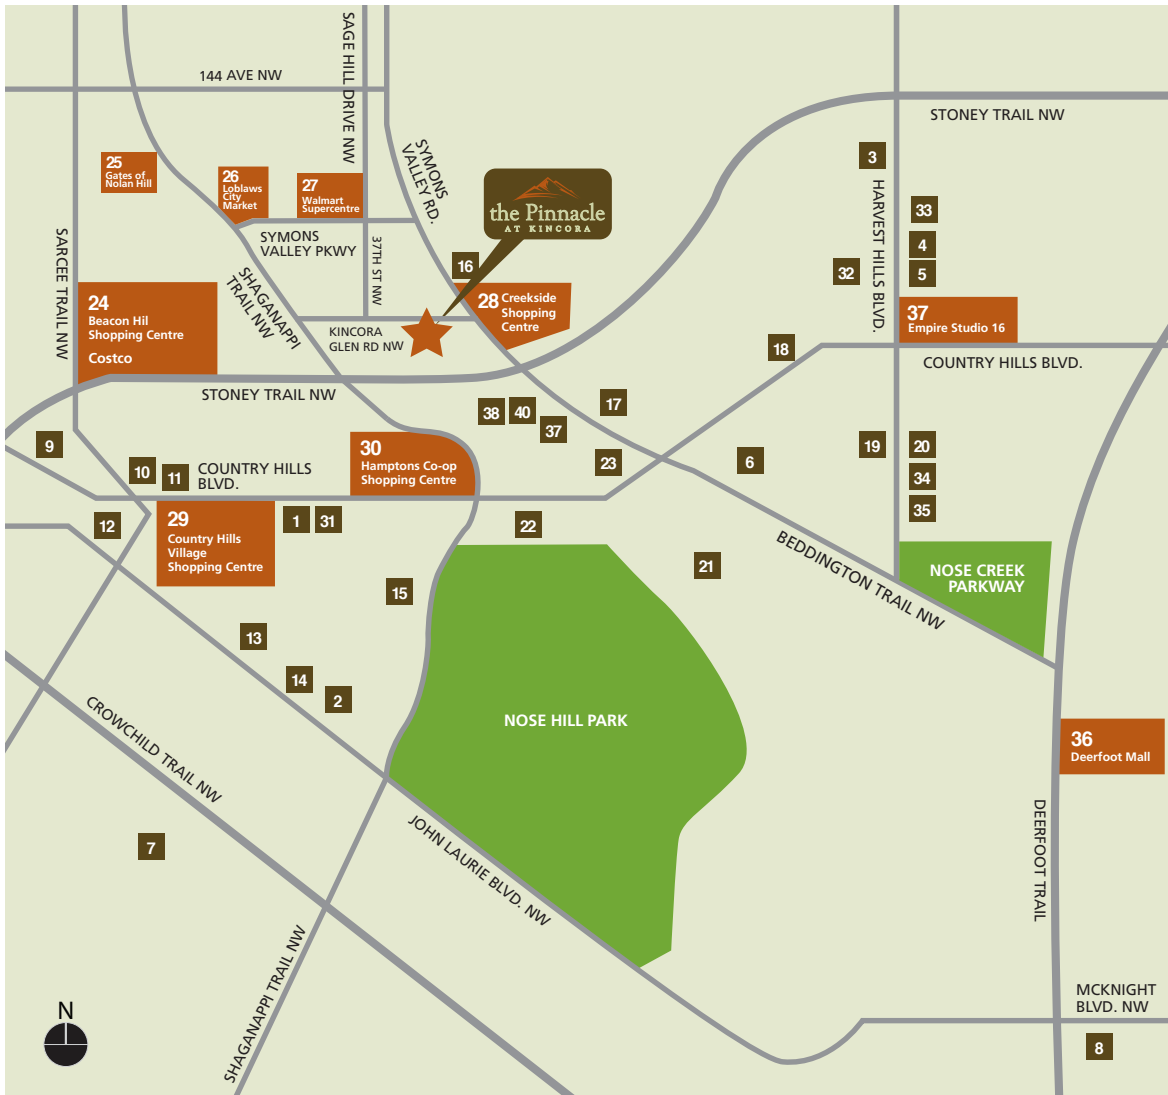 144 AVE NW
SAGE HILL DRIVE NW
SYMONS
VALLEY RD.
STONEY TRAIL NW
3
HARVEST HILLS BLVD.
33
4
5
32
25
Gates of
Nolan Hill
26
Loblaws
City
Market
27
Walmart
Supercentre
the Pinnacle
AT KINCORA
SARCEE TRAIL NW
SYMONS
VALLEY PKWY
37TH ST NW
SHAGANAPPI
TRAIL NW
16
24
Beacon Hil
Shopping Centre
Costco
28
Creekside
Shopping
Centre
KINCORA
GLEN RD NW
37
Empire Studio 16
18
COUNTRY HILLS BLVD.
STONEY TRAIL NW
38
40
37
17
9
10
11
COUNTRY HILLS
BLVD.
30
Hamptons Co-op
Shopping Centre
23
6
19
20
34
35
12
29
Country Hills
Village
Shopping Centre
1
31
22
21
BEDDINGTON TRAIL NW
NOSE CREEK
PARKWAY
15
13
14
2
NOSE HILL PARK
CROWCHILD TRAIL NW
36
Deerfoot Mall
7
JOHN LAURIE BLVD. NW
DEERFOOT TRAIL
SHAGANAPPI TRAIL NW
N
MCKNIGHT
BLVD. NW
8